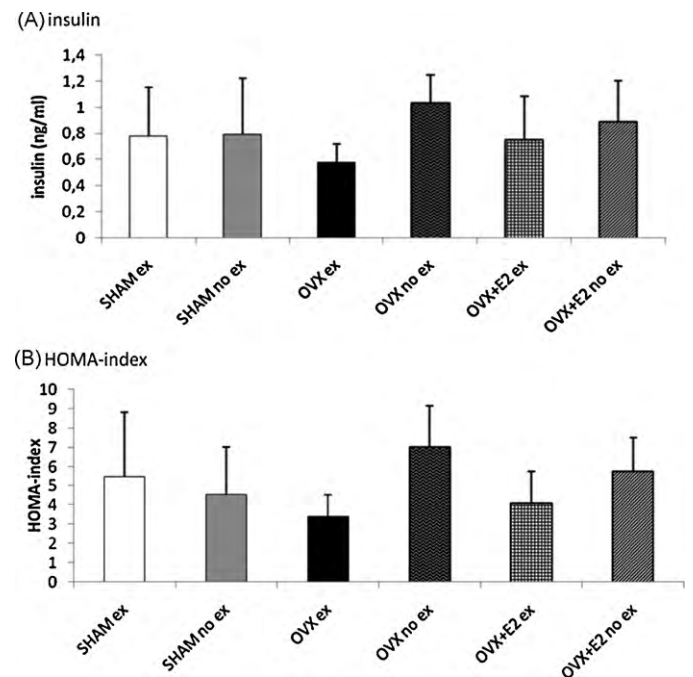 (A) insulin
insulin (ng/ml)
1,4
1,2
1
0,8
0,6
0,4
0,2
0
SHAM ex
SHAM no ex
OVX ex
OVX no ex
OVX+E2 ex
OVX+E2 no ex
(B) HOMA-index
HOMA-index
10
9
8
7
6
5
4
3
2
1
0
SHAM ex
SHAM no ex
OVX ex
OVX no ex
OVX+E2 ex
OVX+E2 no ex